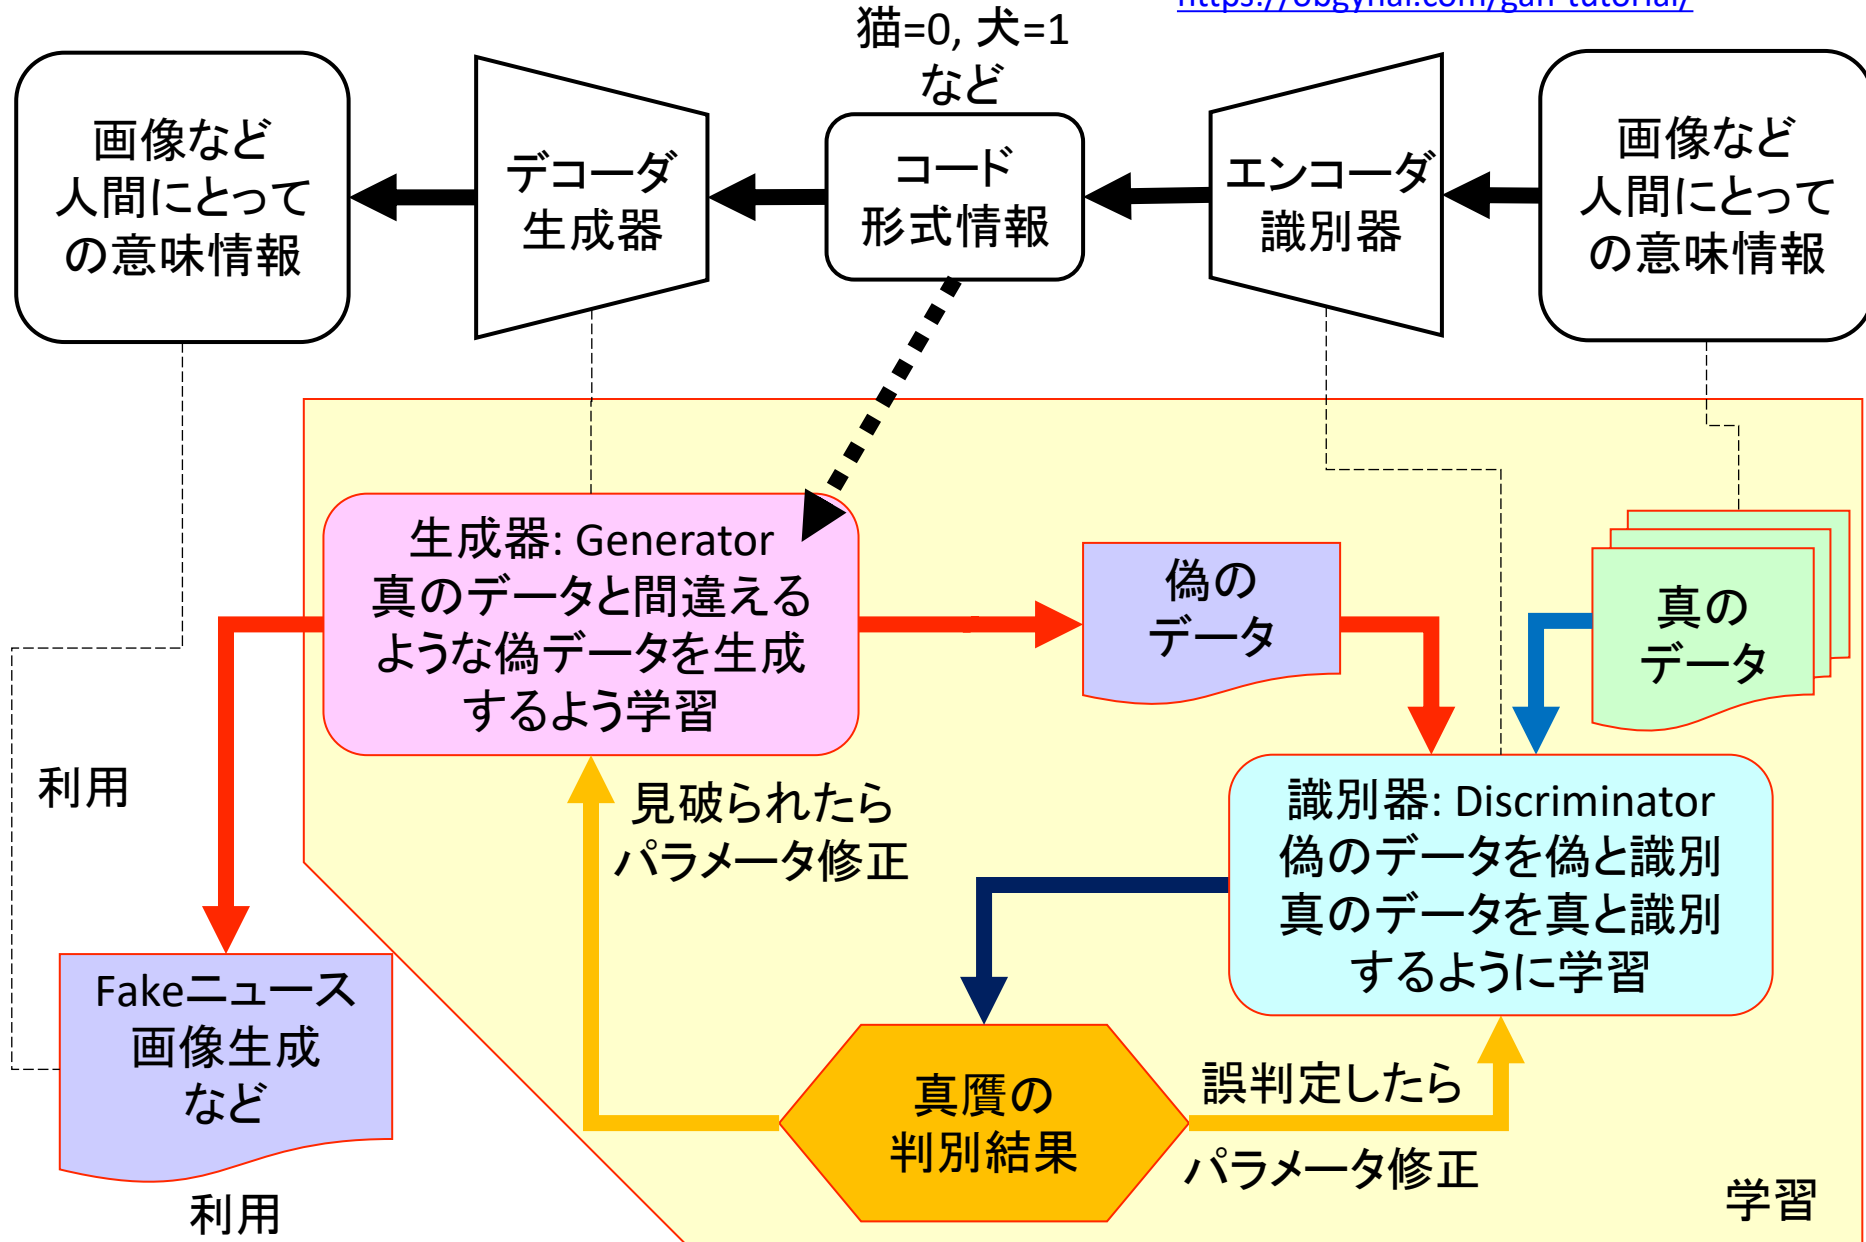 https://obgynai.com/gan-tutorial/
猫=0, 犬=1
など
画像など
人間にとって
の意味情報
デコーダ
生成器
コード
形式情報
エンコーダ
識別器
画像など
人間にとって
の意味情報
生成器: Generator
真のデータと間違える
ような偽データを生成
するよう学習
偽の
データ
真の
データ
利用
見破られたら
パラメータ修正
識別器: Discriminator
偽のデータを偽と識別
真のデータを真と識別
するように学習
Fakeニュース
画像生成
など
真贋の
判別結果
誤判定したら
パラメータ修正
利用
学習